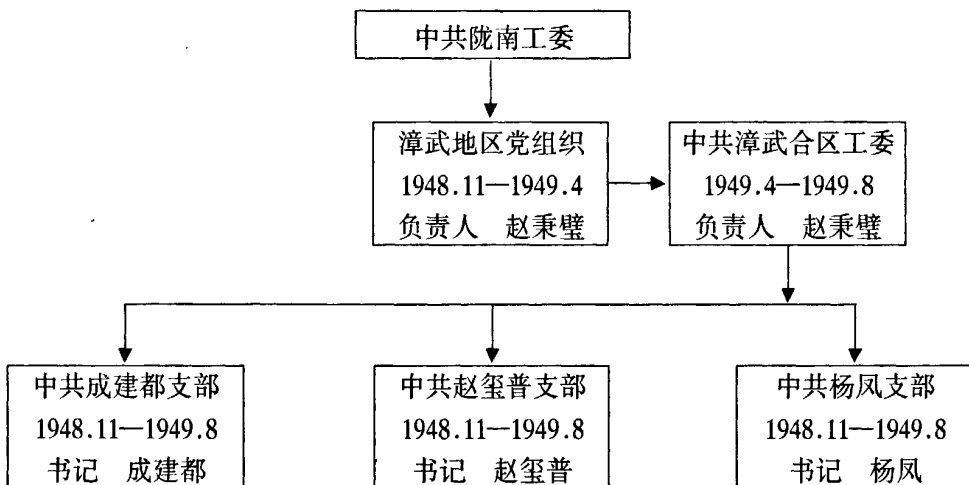 中共陇南工委
漳武地区党组织
1948.11—1949.4
负责人 赵秉璧
中共漳武合区工委
1949.4—1949.8
负责人 赵秉璧
中共成建都支部
1948.11—1949.8
书记 成建都
中共赵玺普支部
1948.11—1949.8
书记 赵玺普
中共杨凤支部
1948.11—1949.8
书记 杨凤